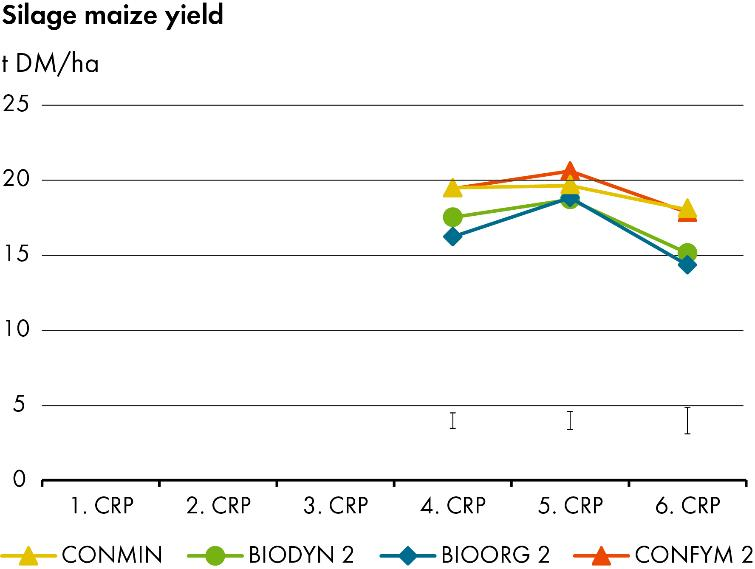 Silage maize yield
t DM/ha
25
20
15
10
5
0
1. CRP 2. CRP 3. CRP 4. CRP 5. CRP 6. CRP
CONMIN BIODYN 2 BIOORG 2 CONFYM 2